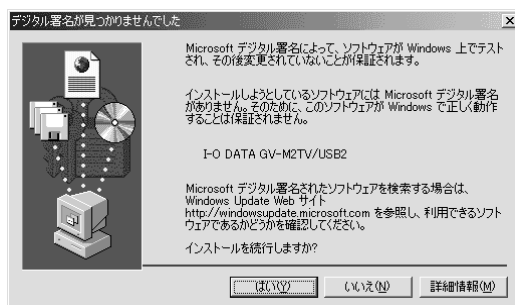 デジタル署名が見つかりませんでした
Microsoft デジタル署名によって、ソフトウェアが Windows 上でテスト
され、その後変更されていないことが保証されます。
インストールしようとしているソフトウェアには Microsoft デジタル署名
がありません。そのために、このソフトウェアが Windows で正しく動作
することは保証されません。
I-O DATA GV-M2TV/USB2
Microsoft デジタル署名されたソフトウェアを検索する場合は、
Windows Update Web サイト
http://windowsupdate.microsoft.com を参照し、利用できるソフト
ウェアであるかどうかを確認してください。
インストールを続行しますか?
はい(Y) いいえ(N) 詳細情報(M)